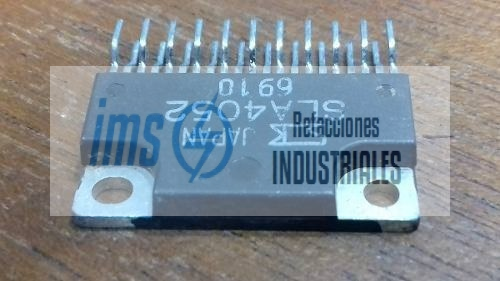 SLA4052
6910
JAPAN
ims
Refacciones
INDUSTRIALES